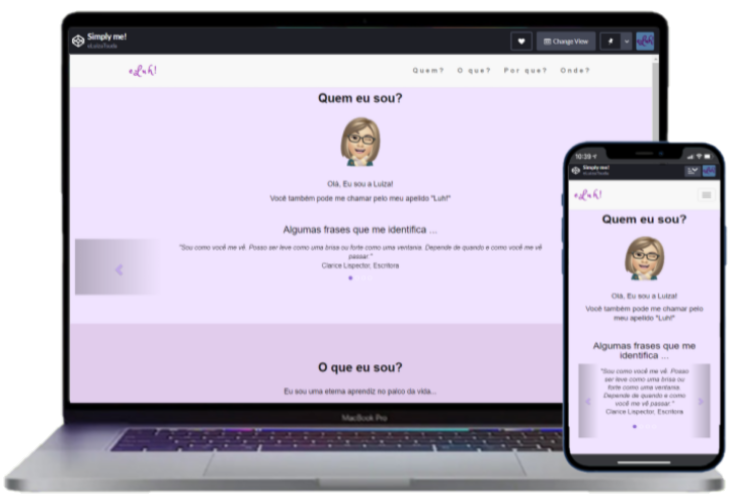 Simply me!
Change View
Luh!
Quem? O que? Por que? Onde?
Quem eu sou?
Olá, Eu sou a Luiza!
Você também pode me chamar pelo meu apelido "Luh!"
Algumas frases que me identifica ...
"Sou como você me vê. Posso ser leve como uma brisa ou forte como uma ventania. Depende de quando e como você me vê
passar."
Clarice Lispector, Escritora
O que eu sou?
Eu sou uma eterna aprendiz no palco da vida...
MacBook Pro
10:39
Simply me!
Luh!
Quem eu sou?
Olá, Eu sou a Luiza!
Você também pode me chamar pelo
meu apelido "Luh!"
Algumas frases que me
identifica ...
"Sou como você me vê. Posso
ser leve como uma brisa ou
forte como uma ventania.
Depende de quando e como
você me vê passar."
Clarice Lispector, Escritora